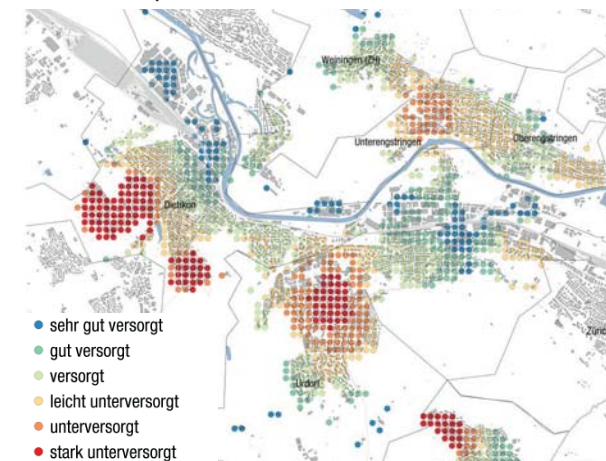 Weiningen (ZH)
Unterengstringen
Oberengstringen
Dietikon
Urdorf
sehr gut versorgt
gut versorgt
versorgt
leicht unterversorgt
unterversorgt
stark unterversorgt